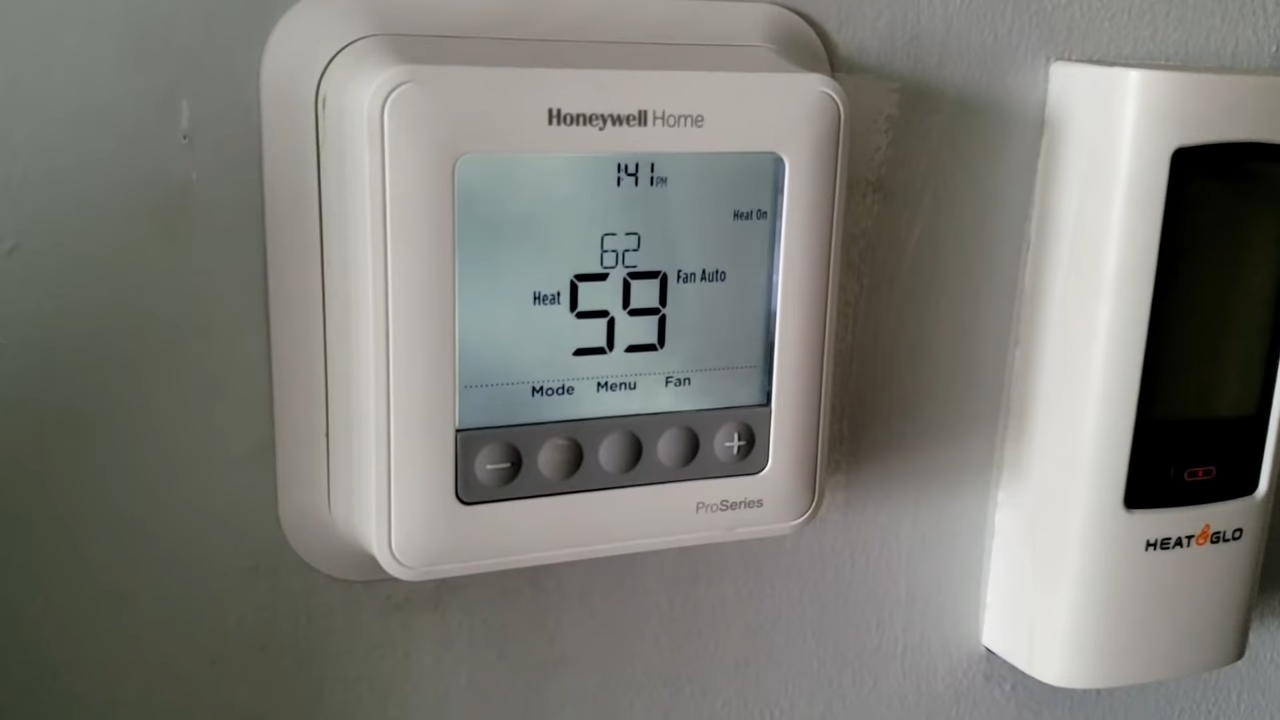 Honeywell Home
1:41 PM
Heat On
62
Heat 59 Fan Auto
Mode Menu Fan
− +
ProSeries
HEAT&GLO